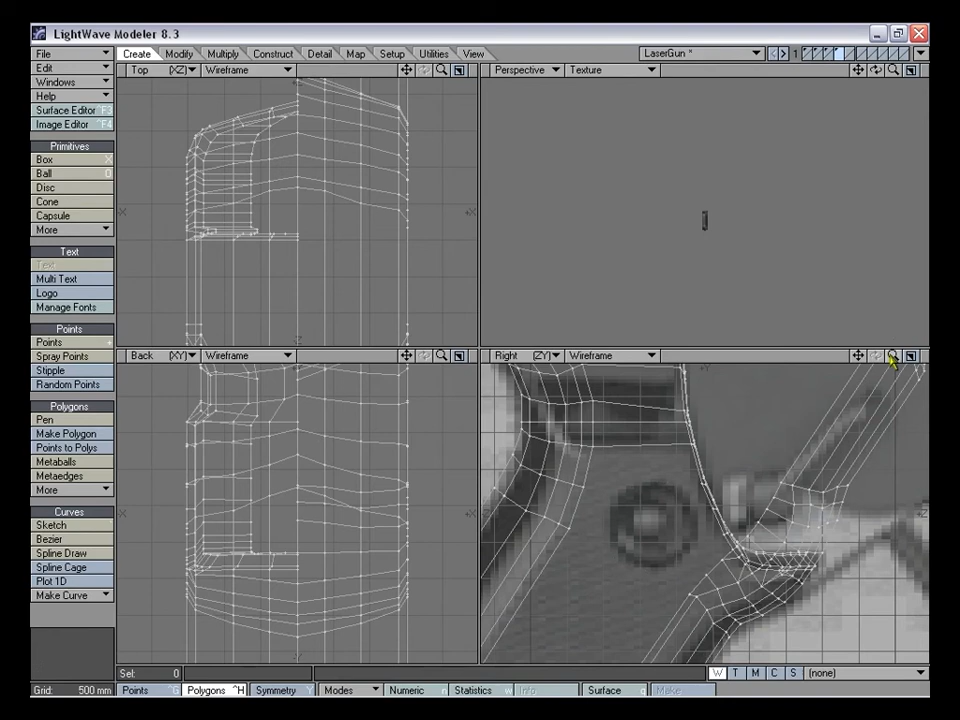 LightWave Modeler 8.3
File Create Modify Multiply Construct Detail Map Setup Utilities View LaserGun * 1
Edit Top (XZ) Wireframe Perspective Texture
Windows
Help
Surface Editor ^F3
Image Editor ^F4
Primitives
Box X
Ball O
Disc
Cone
Capsule
More
Text
Text
Multi Text
Logo
Manage Fonts
Points
Points +
Spray Points
Back (XY) Wireframe Right (ZY) Wireframe
Stipple
Random Points
Polygons
Pen
Make Polygon
Points to Polys
Metaballs
Metaedges
More
Curves
Sketch
Bezier
Spline Draw
Spline Cage
Plot 1D
Make Curve
Sel: 0 W T M C S (none)
Grid: 500 mm Points ^G Polygons ^H Symmetry Y Modes Numeric n Statistics w Info i Surface q Make